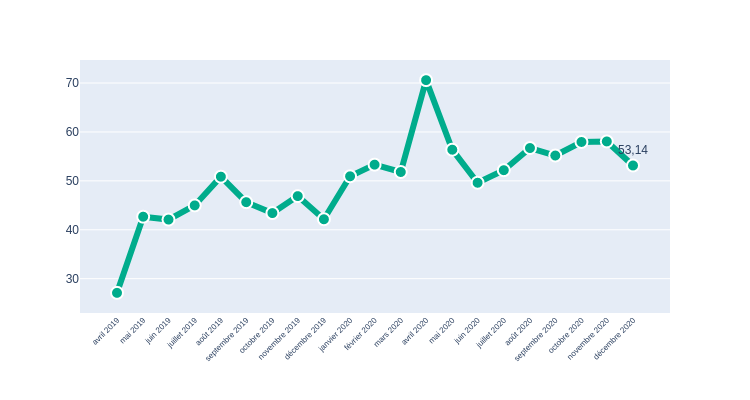 70
60
50
40
30
53,14
avril 2019
mai 2019
juin 2019
juillet 2019
août 2019
septembre 2019
octobre 2019
novembre 2019
décembre 2019
janvier 2020
février 2020
mars 2020
avril 2020
mai 2020
juin 2020
juillet 2020
août 2020
septembre 2020
octobre 2020
novembre 2020
décembre 2020